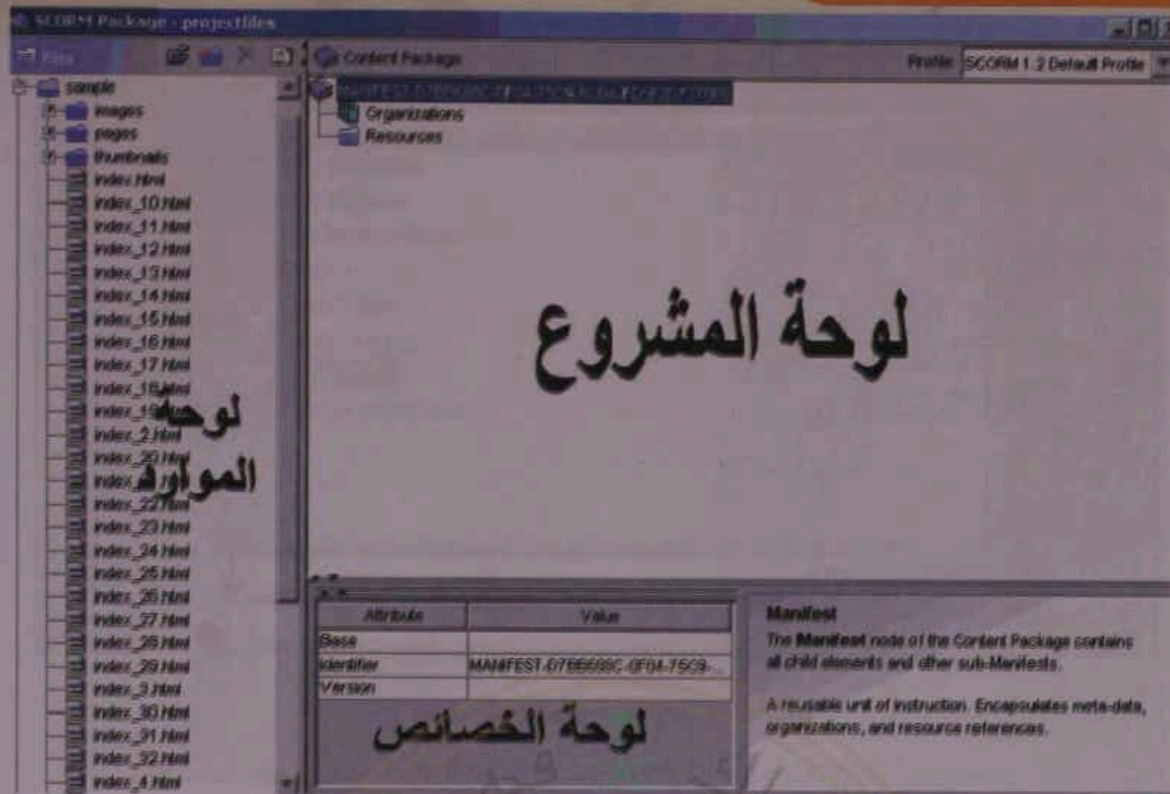 SCORM Package - projectfiles
Files
Content Package
Profile SCORM 1.2 Default Profile
sample
images
pages
thumbnails
index.html
index_10.html
index_11.html
index_12.html
index_13.html
index_14.html
index_15.html
index_16.html
index_17.html
index_18.html
index_2.html
index_23.html
index_24.html
index_25.html
index_26.html
index_27.html
index_28.html
index_29.html
index_3.html
index_30.html
index_31.html
index_32.html
index_4.html
لوحة
الموارد
Organizations
Resources
لوحة المشروع
Attribute Value
Base
Identifier MANIFEST-D7BB688C-0F04-75C9-...
Version
لوحة الخصائص
Manifest
The Manifest node of the Content Package contains
all child elements and other sub-Manifests.
A reusable unit of instruction. Encapsulates meta-data,
organizations, and resource references.